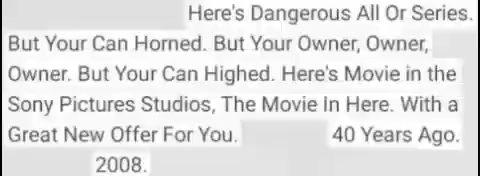 Here's Dangerous All Or Series.
But Your Can Horned. But Your Owner, Owner,
Owner. But Your Can Highed. Here's Movie in the
Sony Pictures Studios, The Movie In Here. With a
Great New Offer For You. 40 Years Ago.
2008.